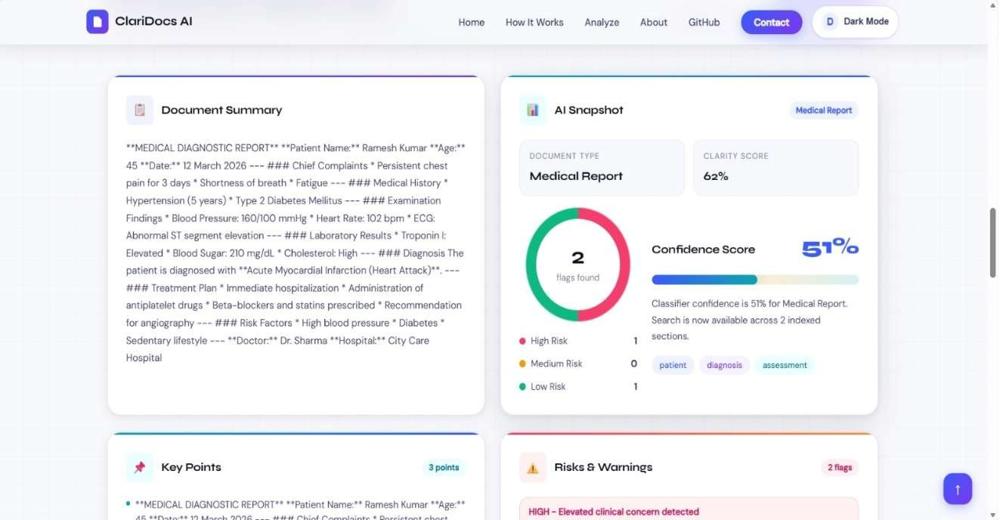 ClariDocs AI
Home How It Works Analyze About GitHub Contact D Dark Mode
Document Summary
**MEDICAL DIAGNOSTIC REPORT** **Patient Name:** Ramesh Kumar **Age:**
45 **Date:** 12 March 2026 --- ### Chief Complaints * Persistent chest
pain for 3 days * Shortness of breath * Fatigue --- ### Medical History *
Hypertension (5 years) * Type 2 Diabetes Mellitus --- ### Examination
Findings * Blood Pressure: 160/100 mmHg * Heart Rate: 102 bpm * ECG:
Abnormal ST segment elevation --- ### Laboratory Results * Troponin I:
Elevated * Blood Sugar: 210 mg/dL * Cholesterol: High --- ### Diagnosis The
patient is diagnosed with **Acute Myocardial Infarction (Heart Attack)**. ---
### Treatment Plan * Immediate hospitalization * Administration of
antiplatelet drugs * Beta-blockers and statins prescribed * Recommendation
for angiography --- ### Risk Factors * High blood pressure * Diabetes *
Sedentary lifestyle --- **Doctor:** Dr. Sharma **Hospital:** City Care
Hospital
AI Snapshot
Medical Report
DOCUMENT TYPE
Medical Report
CLARITY SCORE
62%
2
flags found
High Risk 1
Medium Risk 0
Low Risk 1
Confidence Score 51%
Classifier confidence is 51% for Medical Report.
Search is now available across 2 indexed
sections.
patient diagnosis assessment
Key Points
3 points
**MEDICAL DIAGNOSTIC REPORT** **Patient Name:** Ramesh Kumar **Age:**
45 **Date:** 12 March 2026 --- ### Chief Complaints * Persistent chest
Risks & Warnings
2 flags
HIGH - Elevated clinical concern detected
↑